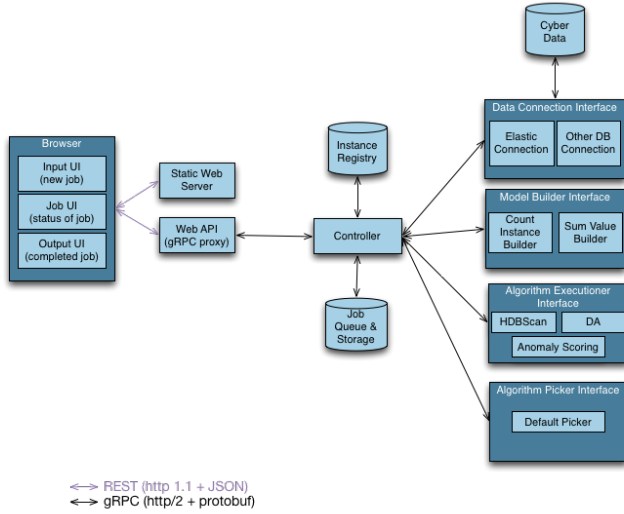 Cyber
Data
Data Connection Interface
Elastic
Connection
Other DB
Connection
Browser
Input UI
(new job)
Job UI
(status of job)
Output UI
(completed job)
Static Web
Server
Web API
(gRPC proxy)
Instance
Registry
Controller
Job
Queue &
Storage
Model Builder Interface
Count
Instance
Builder
Sum Value
Builder
Algorithm Executioner
Interface
HDBScan
DA
Anomaly Scoring
Algorithm Picker Interface
Default Picker
REST (http 1.1 + JSON)
gRPC (http/2 + protobuf)